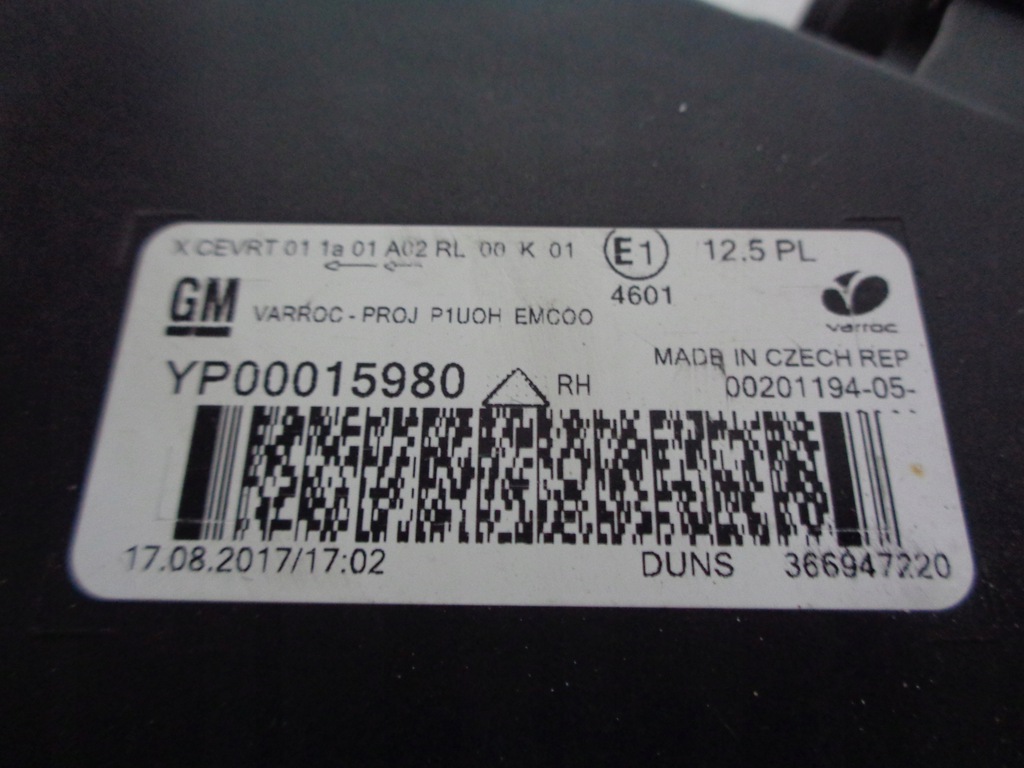 X CEVRT 01 1a 01 A02 RL 00 K 01 E1 12.5 PL
4601
GM VARROC - PROJ P1UOH EMCOO varroc
MADE IN CZECH REP
YP00015980 RH 00201194-05-
17.08.2017/17:02 DUNS 366947220